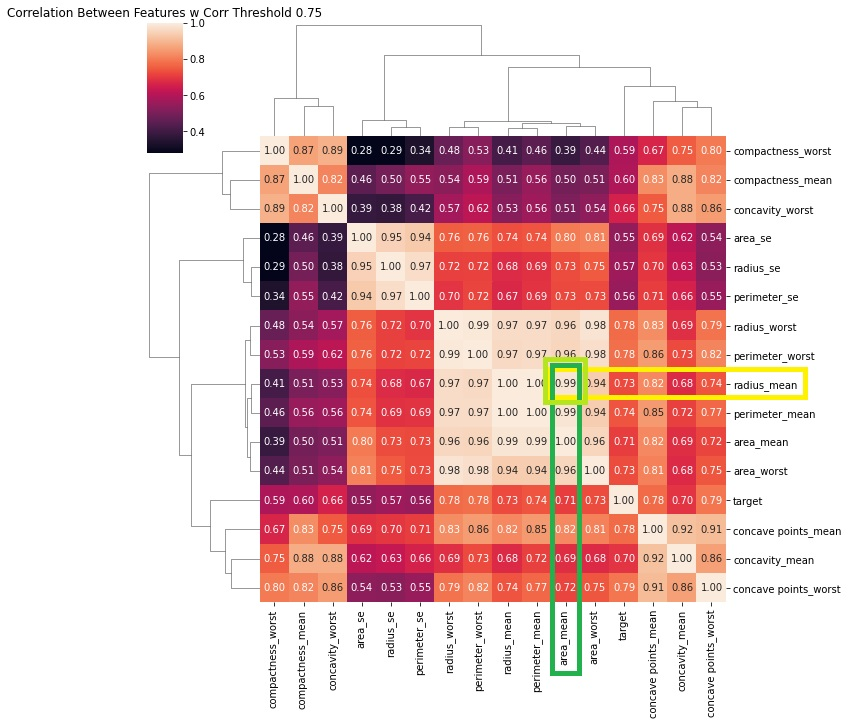 Correlation Between Features w Corr Threshold 0.75
1.0
0.8
0.6
0.4
1.00 0.87 0.89 0.28 0.29 0.34 0.48 0.53 0.41 0.46 0.39 0.44 0.59 0.67 0.75 0.80 compactness_worst
0.87 1.00 0.82 0.46 0.50 0.55 0.54 0.59 0.51 0.56 0.50 0.51 0.60 0.83 0.88 0.82 compactness_mean
0.89 0.82 1.00 0.39 0.38 0.42 0.57 0.62 0.53 0.56 0.51 0.54 0.66 0.75 0.88 0.86 concavity_worst
0.28 0.46 0.39 1.00 0.95 0.94 0.76 0.76 0.74 0.74 0.80 0.81 0.55 0.69 0.62 0.54 area_se
0.29 0.50 0.38 0.95 1.00 0.97 0.72 0.72 0.68 0.69 0.73 0.75 0.57 0.70 0.63 0.53 radius_se
0.34 0.55 0.42 0.94 0.97 1.00 0.70 0.72 0.67 0.69 0.73 0.73 0.56 0.71 0.66 0.55 perimeter_se
0.48 0.54 0.57 0.76 0.72 0.70 1.00 0.99 0.97 0.97 0.96 0.98 0.78 0.83 0.69 0.79 radius_worst
0.53 0.59 0.62 0.76 0.72 0.72 0.99 1.00 0.97 0.97 0.96 0.98 0.78 0.86 0.73 0.82 perimeter_worst
0.41 0.51 0.53 0.74 0.68 0.67 0.97 0.97 1.00 1.00 0.99 0.94 0.73 0.82 0.68 0.74 radius_mean
0.46 0.56 0.56 0.74 0.69 0.69 0.97 0.97 1.00 1.00 0.99 0.94 0.74 0.85 0.72 0.77 perimeter_mean
0.39 0.50 0.51 0.80 0.73 0.73 0.96 0.96 0.99 0.99 1.00 0.96 0.71 0.82 0.69 0.72 area_mean
0.44 0.51 0.54 0.81 0.75 0.73 0.98 0.98 0.94 0.94 0.96 1.00 0.73 0.81 0.68 0.75 area_worst
0.59 0.60 0.66 0.55 0.57 0.56 0.78 0.78 0.73 0.74 0.71 0.73 1.00 0.78 0.70 0.79 target
0.67 0.83 0.75 0.69 0.70 0.71 0.83 0.86 0.82 0.85 0.82 0.81 0.78 1.00 0.92 0.91 concave points_mean
0.75 0.88 0.88 0.62 0.63 0.66 0.69 0.73 0.68 0.72 0.69 0.68 0.70 0.92 1.00 0.86 concavity_mean
0.80 0.82 0.86 0.54 0.53 0.55 0.79 0.82 0.74 0.77 0.72 0.75 0.79 0.91 0.86 1.00 concave points_worst
compactness_worst
compactness_mean
concavity_worst
area_se
radius_se
perimeter_se
radius_worst
perimeter_worst
radius_mean
perimeter_mean
area_mean
area_worst
target
concave points_mean
concavity_mean
concave points_worst